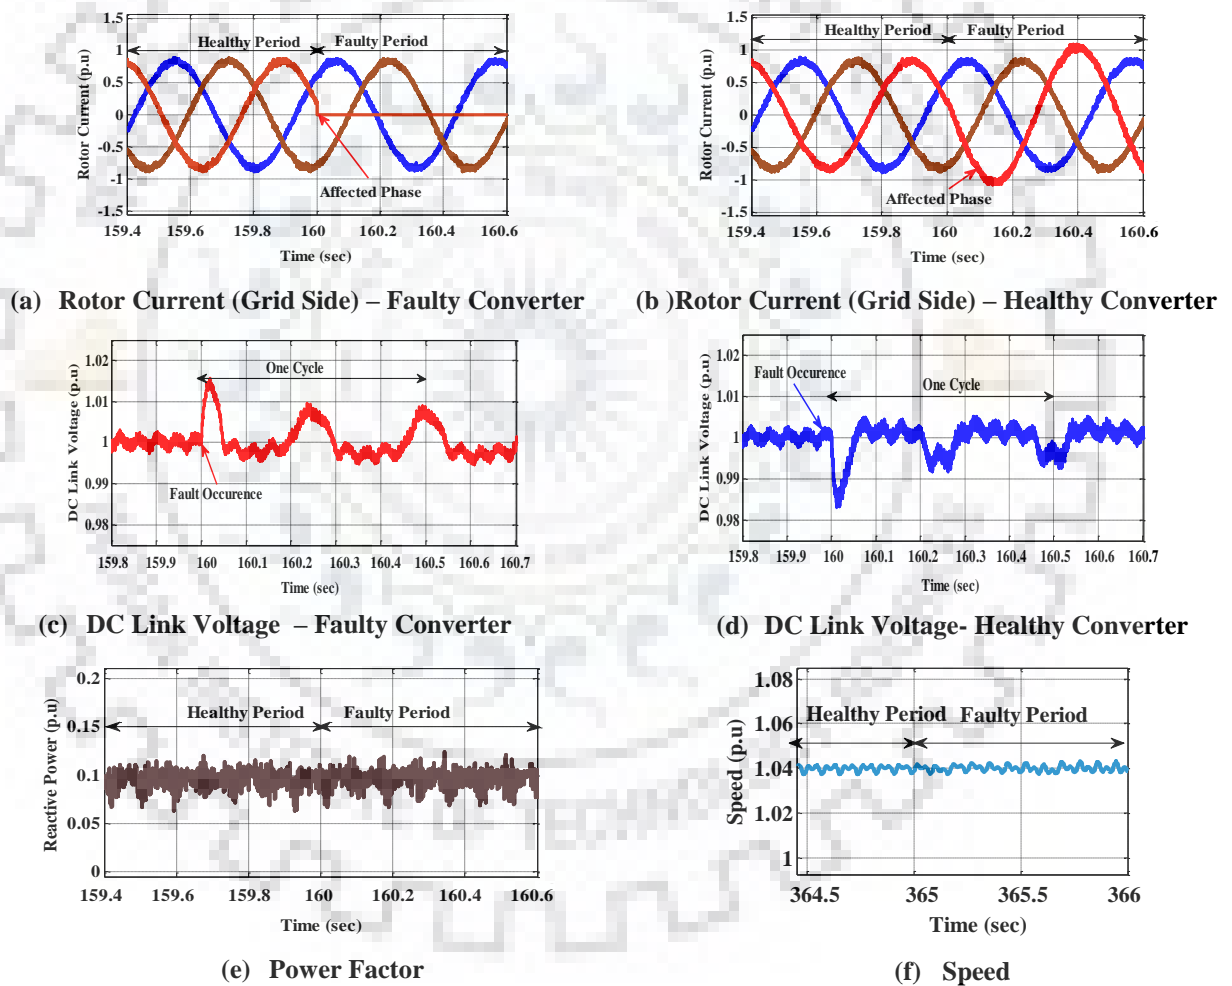 1.5
1
0.5
0
-0.5
-1
-1.5
Rotor Current (p.u)
Healthy Period
Faulty Period
Affected Phase
159.4 159.6 159.8 160 160.2 160.4 160.6
Time (sec)
(a) Rotor Current (Grid Side) – Faulty Converter
1.5
1
0.5
0
-0.5
-1
-1.5
Rotor Current (p.u)
Healthy Period
Faulty Period
Affected Phase
159.4 159.6 159.8 160 160.2 160.4 160.6
Time (sec)
(b )Rotor Current (Grid Side) – Healthy Converter
1.02
1.01
1
0.99
0.98
DC Link Voltage (p.u)
One Cycle
Fault Occurence
159.8 159.9 160 160.1 160.2 160.3 160.4 160.5 160.6 160.7
Time (sec)
(c) DC Link Voltage – Faulty Converter
1.02
1.01
1
0.99
0.98
DC Link Voltage (p.u)
Fault Occurence
One Cycle
159.8 159.9 160 160.1 160.2 160.3 160.4 160.5 160.6 160.7
Time (sec)
(d) DC Link Voltage- Healthy Converter
0.2
0.15
0.1
0.05
0
Reactive Power (p.u)
Healthy Period
Faulty Period
159.4 159.6 159.8 160 160.2 160.4 160.6
Time (sec)
(e) Power Factor
1.08
1.06
1.04
1.02
1
Speed (p.u)
Healthy Period
Faulty Period
364.5 365 365.5 366
Time (sec)
(f) Speed